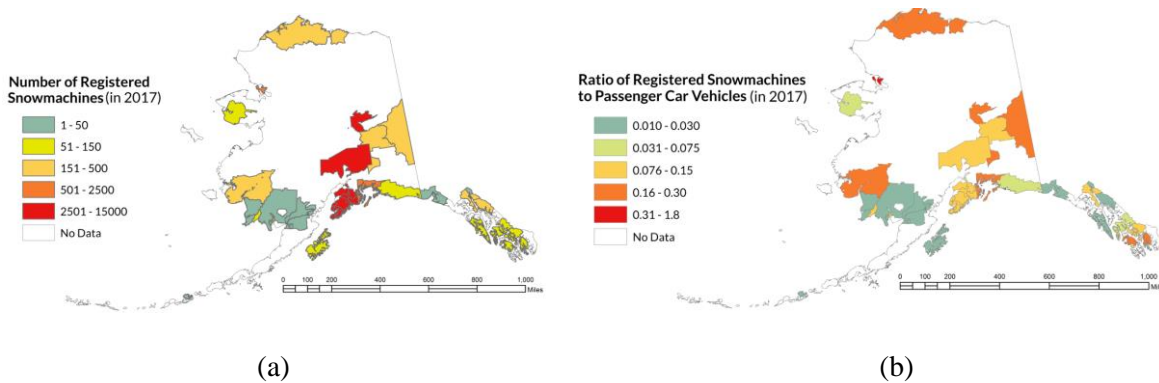 Number of Registered
Snowmachines (in 2017)
1 - 50
51 - 150
151 - 500
501 - 2500
2501 - 15000
No Data
0 100 200 400 600 800 1,000
Miles
(a)
Ratio of Registered Snowmachines
to Passenger Car Vehicles (in 2017)
0.010 - 0.030
0.031 - 0.075
0.076 - 0.15
0.16 - 0.30
0.31 - 1.8
No Data
0 100 200 400 600 800 1,000
Mil
(b)